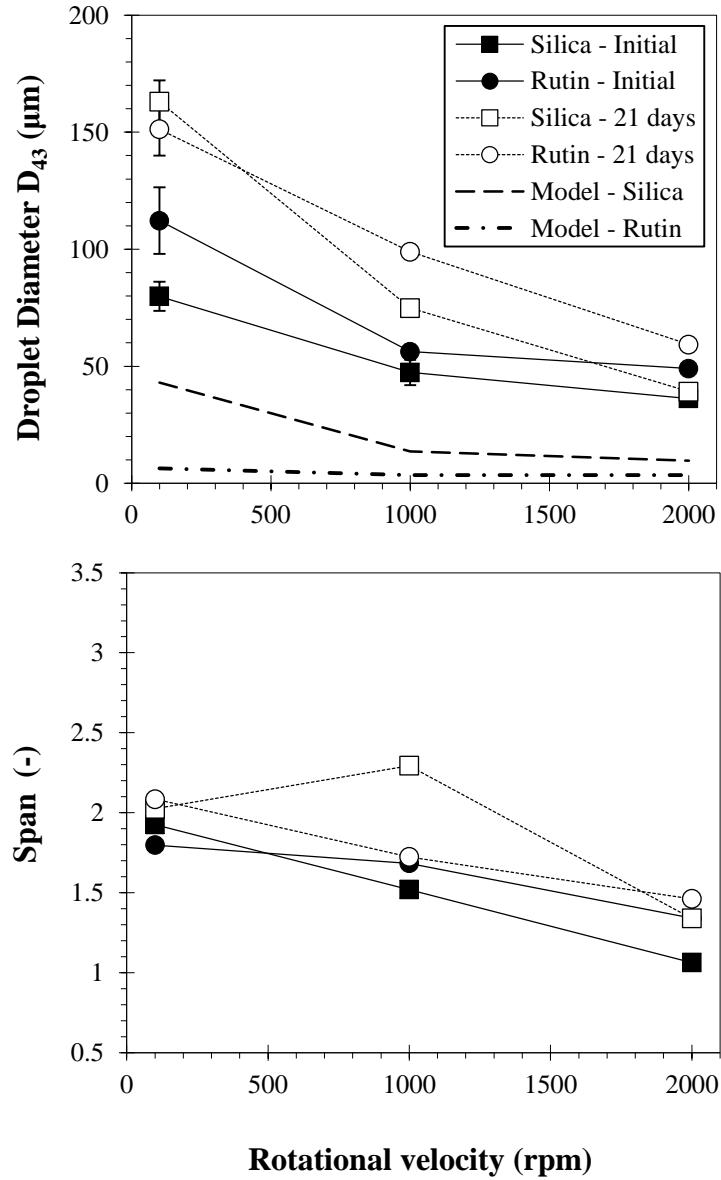 200
150
100
50
0
Droplet Diameter D₄₃ (μm)
Silica - Initial
Rutin - Initial
Silica - 21 days
Rutin - 21 days
Model - Silica
Model - Rutin
0 500 1000 1500 2000
3.5
3
2.5
2
1.5
1
0.5
Span (-)
0 500 1000 1500 2000
Rotational velocity (rpm)